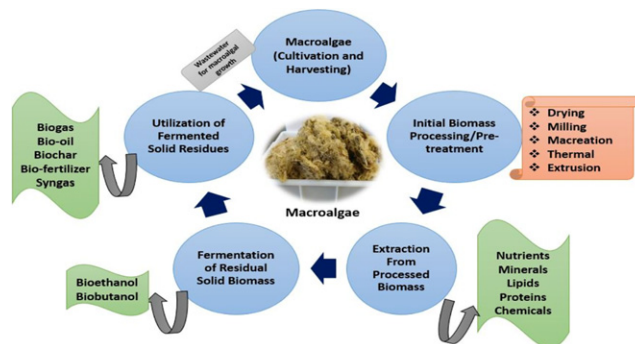 Wastewater
for macroalgal
growth
Macroalgae
(Cultivation and
Harvesting)
Initial Biomass
Processing/Pre-
treatment
Drying
Milling
Macreation
Thermal
Extrusion
Extraction
From
Processed
Biomass
Nutrients
Minerals
Lipids
Proteins
Chemicals
Fermentation
of Residual
Solid Biomass
Bioethanol
Biobutanol
Utilization of
Fermented
Solid Residues
Biogas
Bio-oil
Biochar
Bio-fertilizer
Syngas
Macroalgae